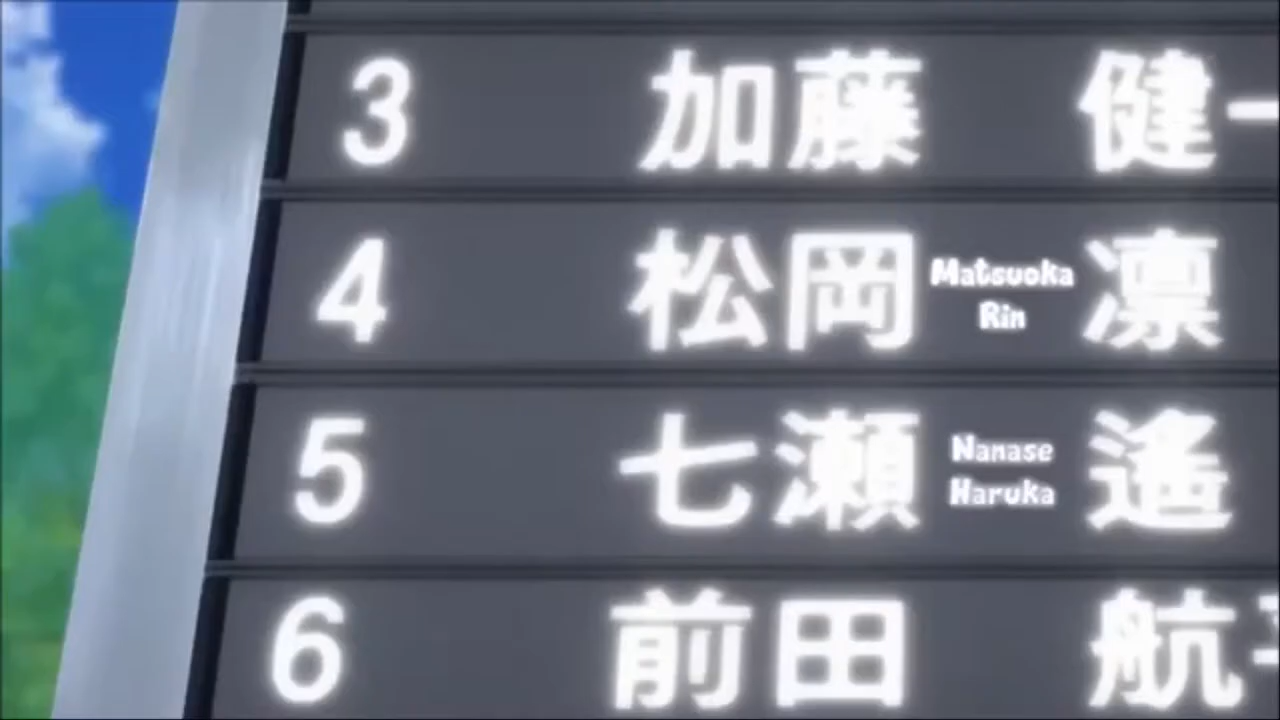 3 加藤 健一
4 松岡 Matsuoka Rin 凛
5 七瀬 Nanase Haruka 遙
6 前田 航